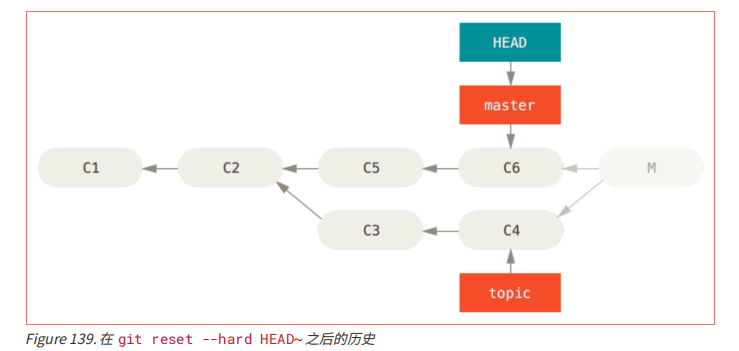 HEAD
master
C1
C2
C5
C6
M
C3
C4
topic
Figure 139. 在 git reset --hard HEAD~ 之后的历史